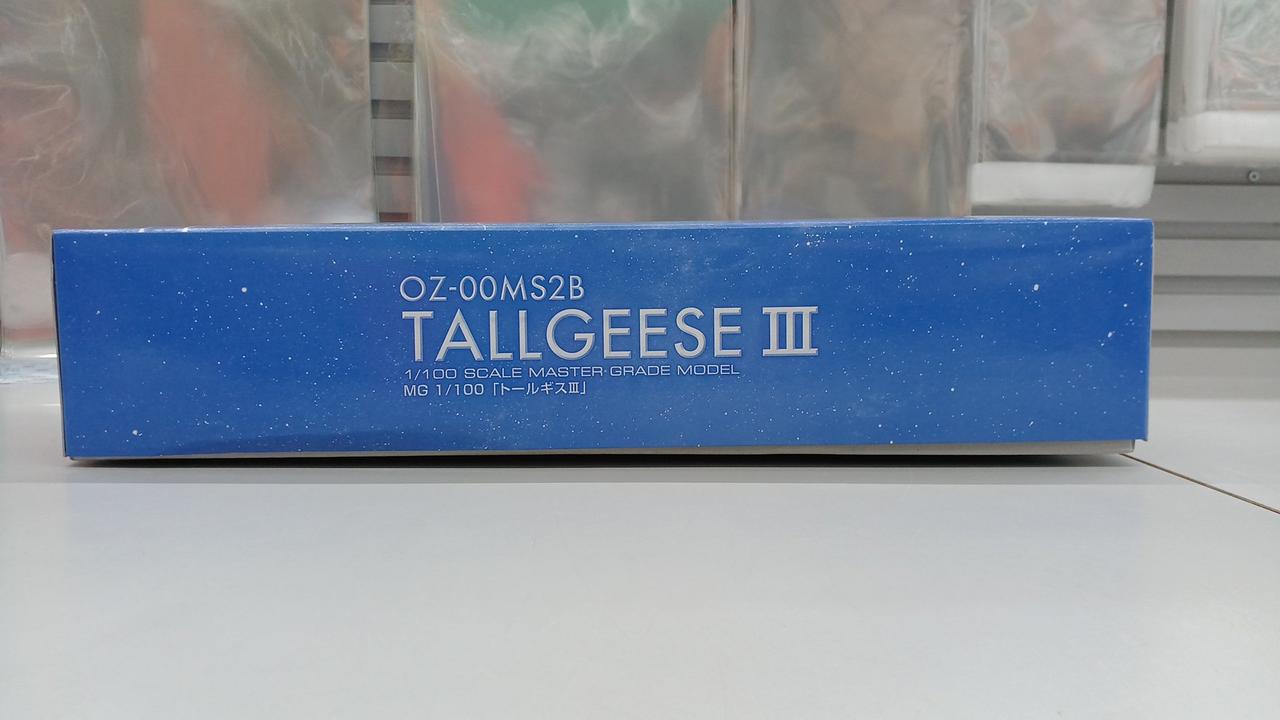 OZ-00MS2B
TALLGEESE III
1/100 SCALE MASTER GRADE MODEL
MG 1/100「トールギスⅢ」